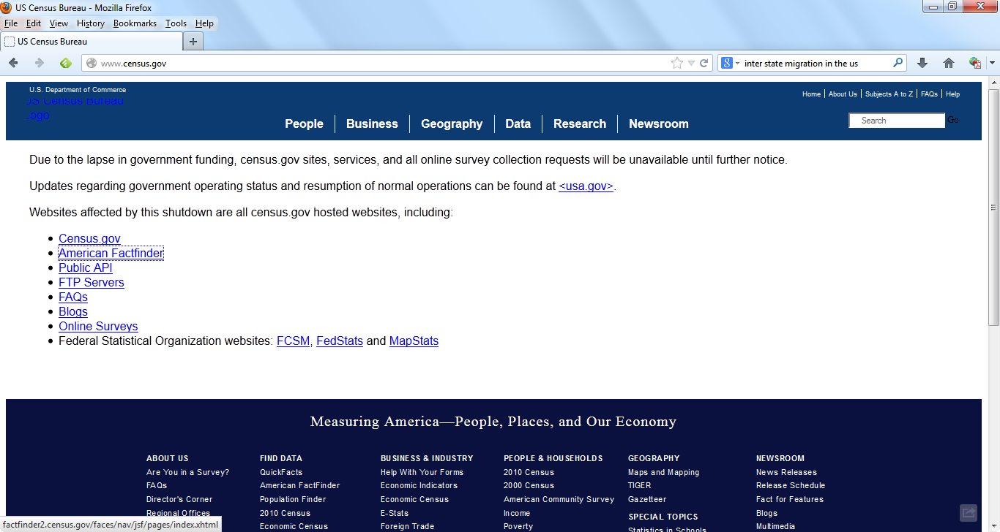 US Census Bureau - Mozilla Firefox
File Edit View History Bookmarks Tools Help
US Census Bureau
www.census.gov
8 inter state migration in the us
U.S. Department of Commerce
Home About Us Subjects A to Z FAQs Help
US Census Bureau
Logo
People Business Geography Data Research Newsroom
Search Go
Due to the lapse in government funding, census.gov sites, services, and all online survey collection requests will be unavailable until further notice.
Updates regarding government operating status and resumption of normal operations can be found at <usa.gov>.
Websites affected by this shutdown are all census.gov hosted websites, including:
Census.gov
American Factfinder
Public API
FTP Servers
FAQs
Blogs
Online Surveys
Federal Statistical Organization websites: FCSM, FedStats and MapStats
Measuring America—People, Places, and Our Economy
ABOUT US
Are You in a Survey?
FAQs
Director's Corner
Regional Offices
FIND DATA
QuickFacts
American FactFinder
Population Finder
2010 Census
Economic Census
BUSINESS & INDUSTRY
Help With Your Forms
Economic Indicators
Economic Census
E-Stats
Foreign Trade
PEOPLE & HOUSEHOLDS
2010 Census
2000 Census
American Community Survey
Income
Poverty
GEOGRAPHY
Maps and Mapping
TIGER
Gazetteer
SPECIAL TOPICS
Statistics in Schools
NEWSROOM
News Releases
Release Schedule
Fact for Features
Blogs
Multimedia
factfinder2.census.gov/faces/nav/jsf/pages/index.xhtml